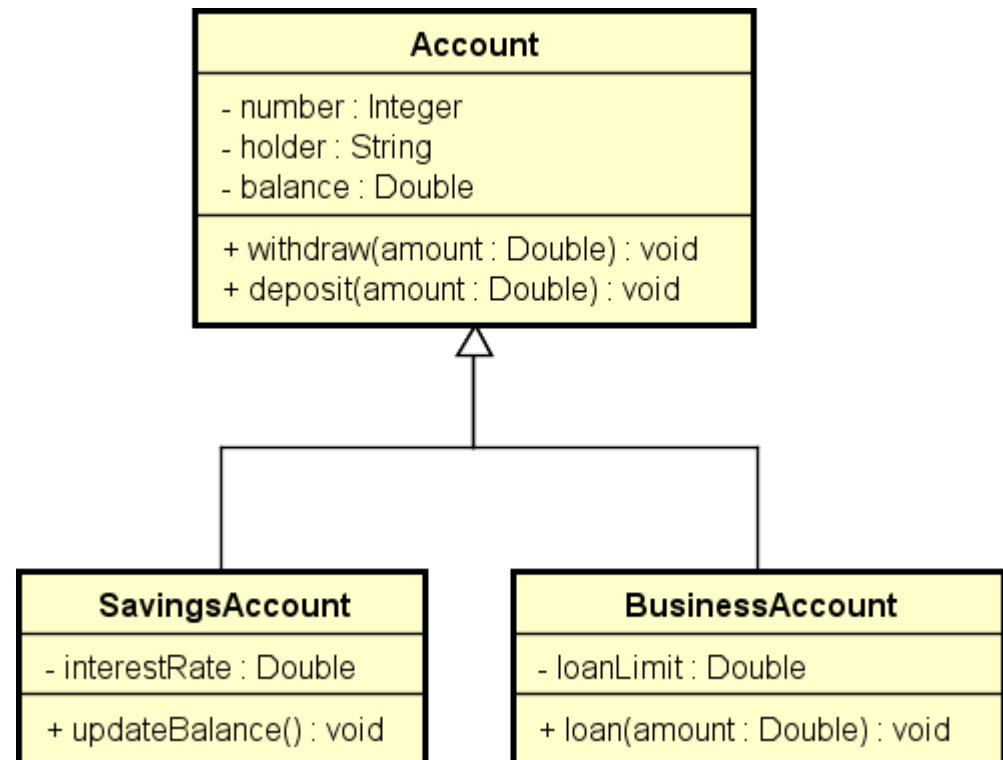 Account
- number : Integer
- holder : String
- balance : Double
+ withdraw(amount : Double) : void
+ deposit(amount : Double) : void
SavingsAccount
- interestRate : Double
+ updateBalance() : void
BusinessAccount
- loanLimit : Double
+ loan(amount : Double) : void